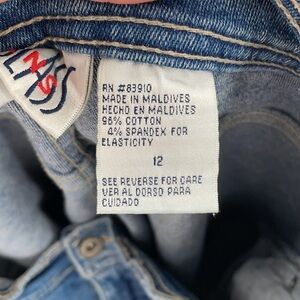 RN #83910
MADE IN MALDIVES
HECHO EN MALDIVES
96% COTTON
4% SPANDEX FOR
ELASTICITY
12
SEE REVERSE FOR CARE
VER AL DORSO PARA
CUIDADO